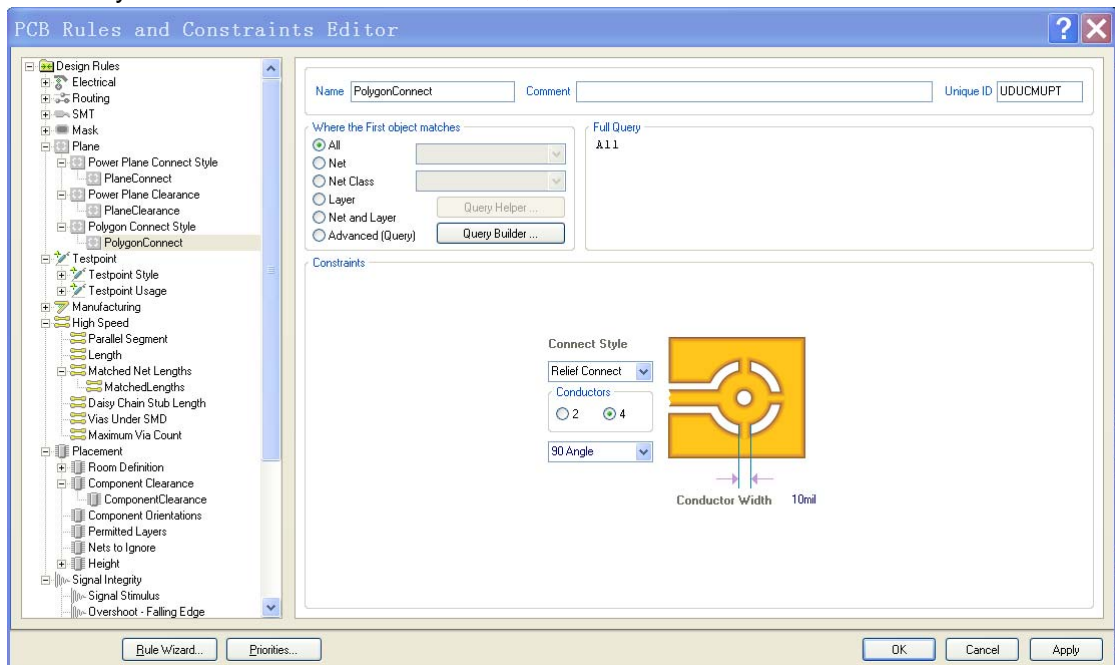 PCB Rules and Constraints Editor
Design Rules
Electrical
Routing
SMT
Mask
Plane
Power Plane Connect Style
PlaneConnect
Power Plane Clearance
PlaneClearance
Polygon Connect Style
PolygonConnect
Testpoint
Testpoint Style
Testpoint Usage
Manufacturing
High Speed
Parallel Segment
Length
Matched Net Lengths
MatchedLengths
Daisy Chain Stub Length
Vias Under SMD
Maximum Via Count
Placement
Room Definition
Component Clearance
ComponentClearance
Component Orientations
Permitted Layers
Nets to Ignore
Height
Signal Integrity
Signal Stimulus
Overshoot - Falling Edge
Name PolygonConnect Comment Unique ID UDUCMUPT
Where the First object matches
All
Net
Net Class
Layer
Net and Layer
Advanced (Query)
Query Helper ...
Query Builder ...
Full Query
All
Constraints
Connect Style
Relief Connect
Conductors
2 4
90 Angle
Conductor Width 10mil
Rule Wizard... Priorities... OK Cancel Apply